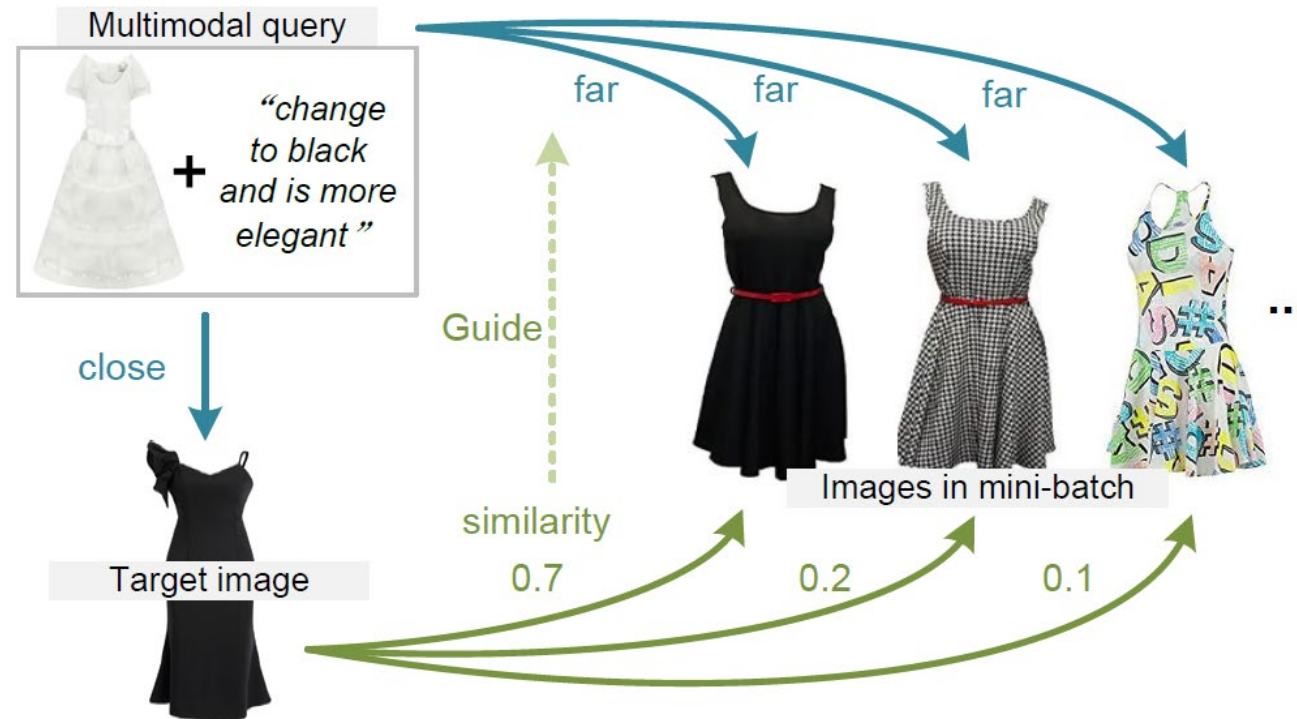 Multimodal query
“change
to black
and is more
elegant”
+
far
far
far
close
Guide
similarity
Images in mini-batch
..
Target image
0.7
0.2
0.1